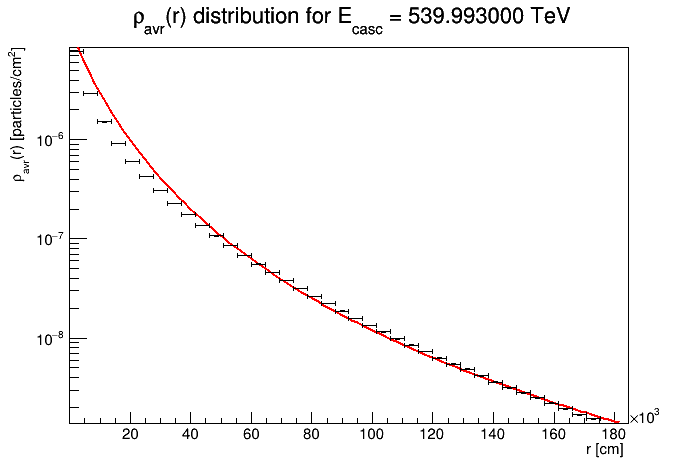 ρavr(r) distribution for Ecasc = 539.993000 TeV
ρavr(r) [particles/cm²]
10⁻⁶
10⁻⁷
10⁻⁸
20 40 60 80 100 120 140 160 180
×10³
r [cm]